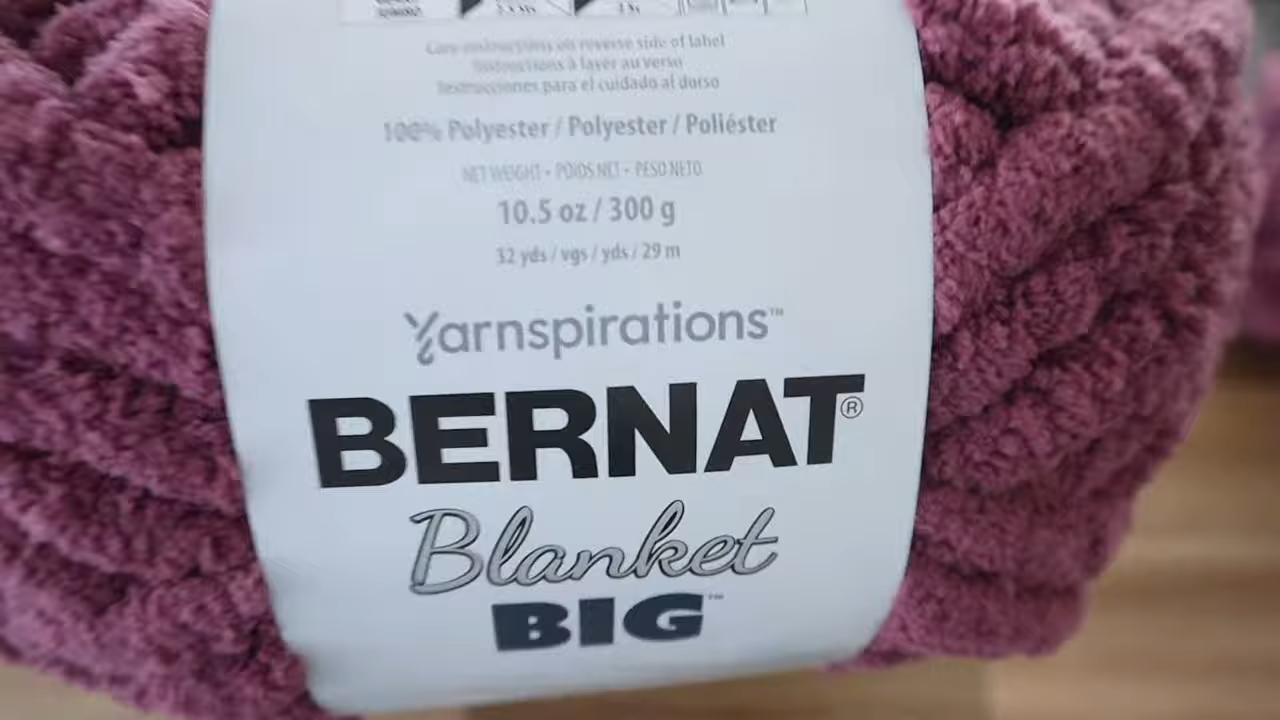 Care instructions on reverse side of label
Instructions à laver au verso
Instrucciones para el cuidado al dorso
100% Polyester / Polyester / Poliéster
NET WEIGHT - POIDS NET - PESO NETO
10.5 oz / 300 g
32 yds / vgs / yds / 29 m
Yarnspirations™
BERNAT®
Blanket
BIG™